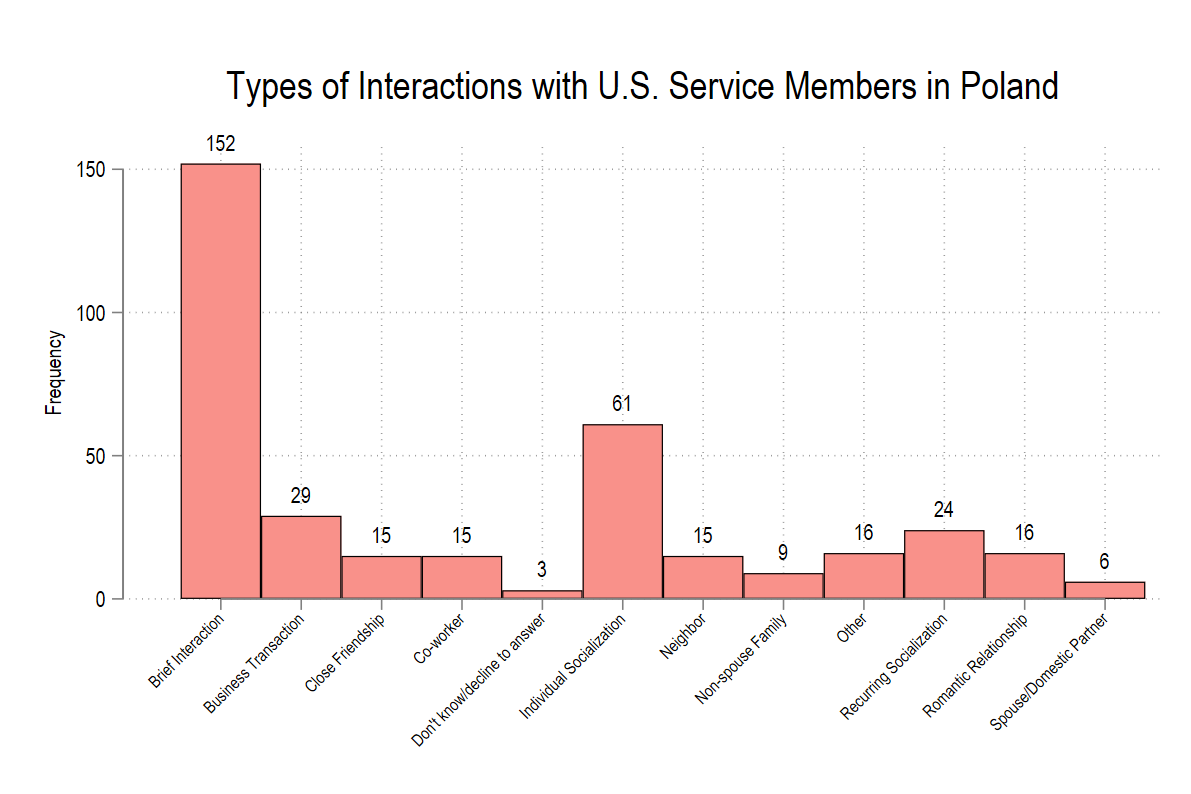 Types of Interactions with U.S. Service Members in Poland
152
150
100
61
50
29
24
15
15
15
16
16
9
6
3
0
Frequency
Brief Interaction
Business Transaction
Close Friendship
Co-worker
Don't know/decline to answer
Individual Socialization
Neighbor
Non-spouse Family
Other
Recurring Socialization
Romantic Relationship
Spouse/Domestic Partner